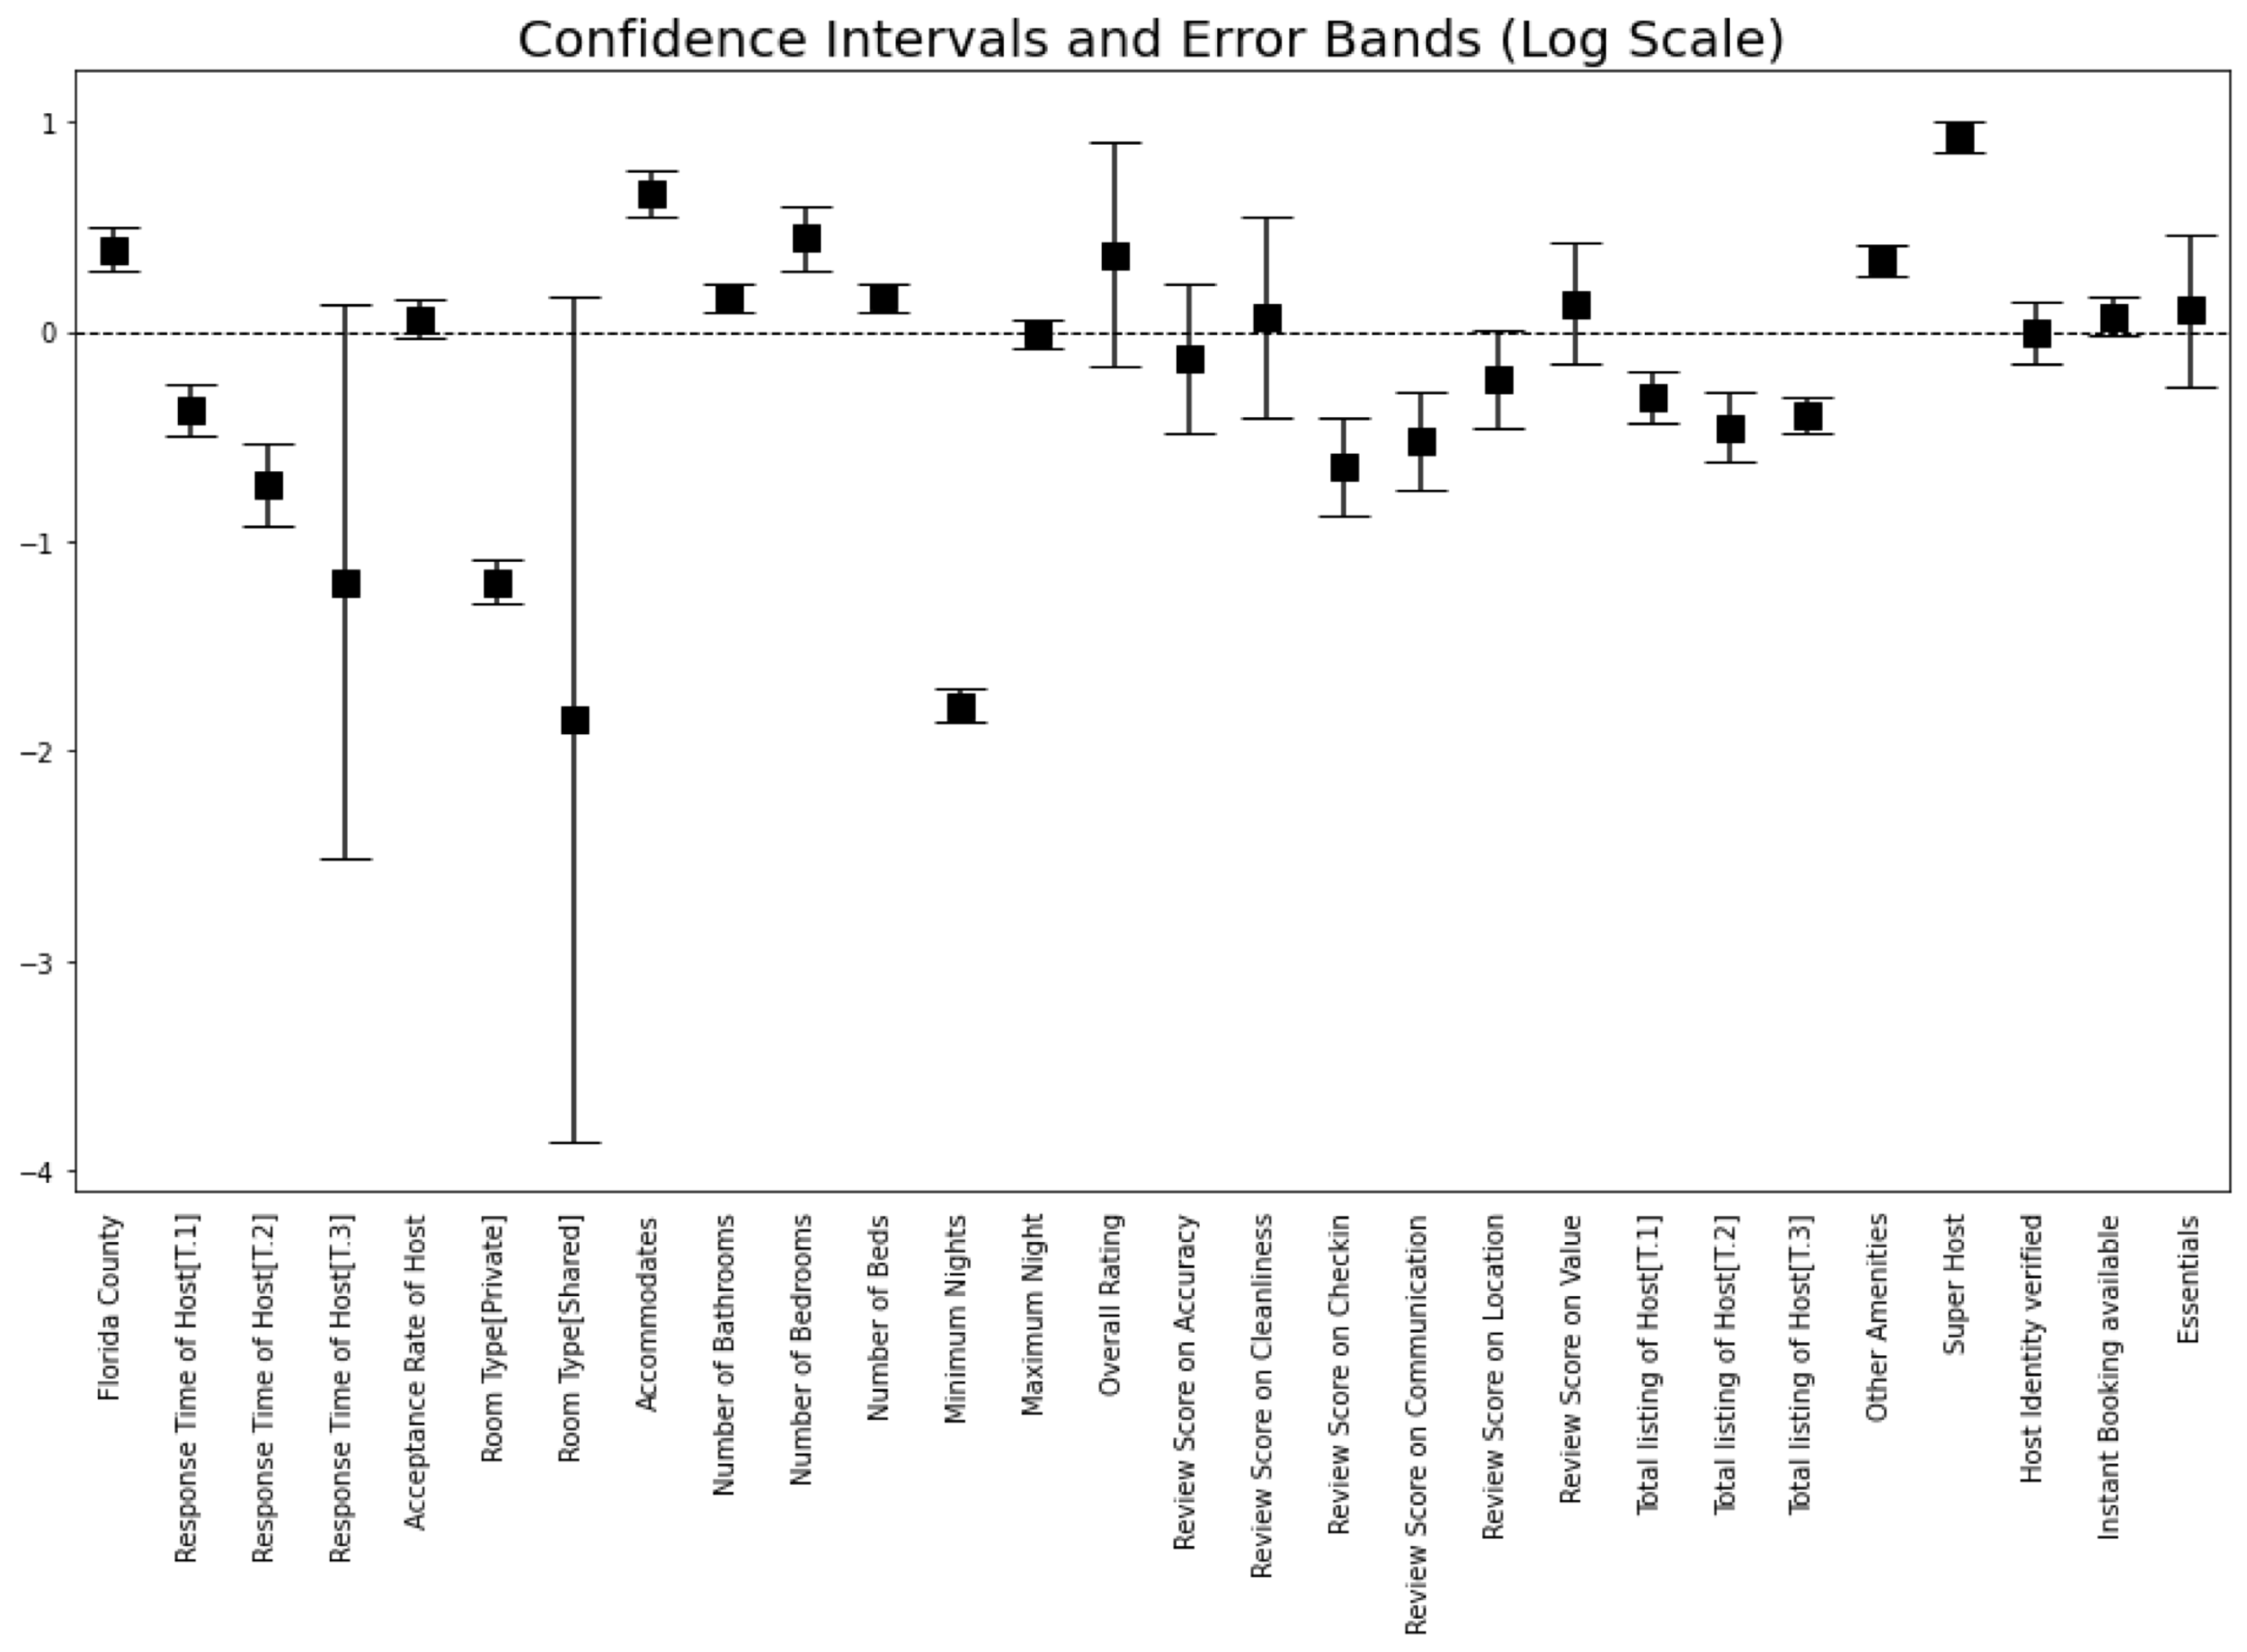 Confidence Intervals and Error Bands (Log Scale)
1
0
−1
−2
−3
−4
Florida County
Response Time of Host[T.1]
Response Time of Host[T.2]
Response Time of Host[T.3]
Acceptance Rate of Host
Room Type[Private]
Room Type[Shared]
Accommodates
Number of Bathrooms
Number of Bedrooms
Number of Beds
Minimum Nights
Maximum Night
Overall Rating
Review Score on Accuracy
Review Score on Cleanliness
Review Score on Checkin
Review Score on Communication
Review Score on Location
Review Score on Value
Total listing of Host[T.1]
Total listing of Host[T.2]
Total listing of Host[T.3]
Other Amenities
Super Host
Host Identity verified
Instant Booking available
Essentials